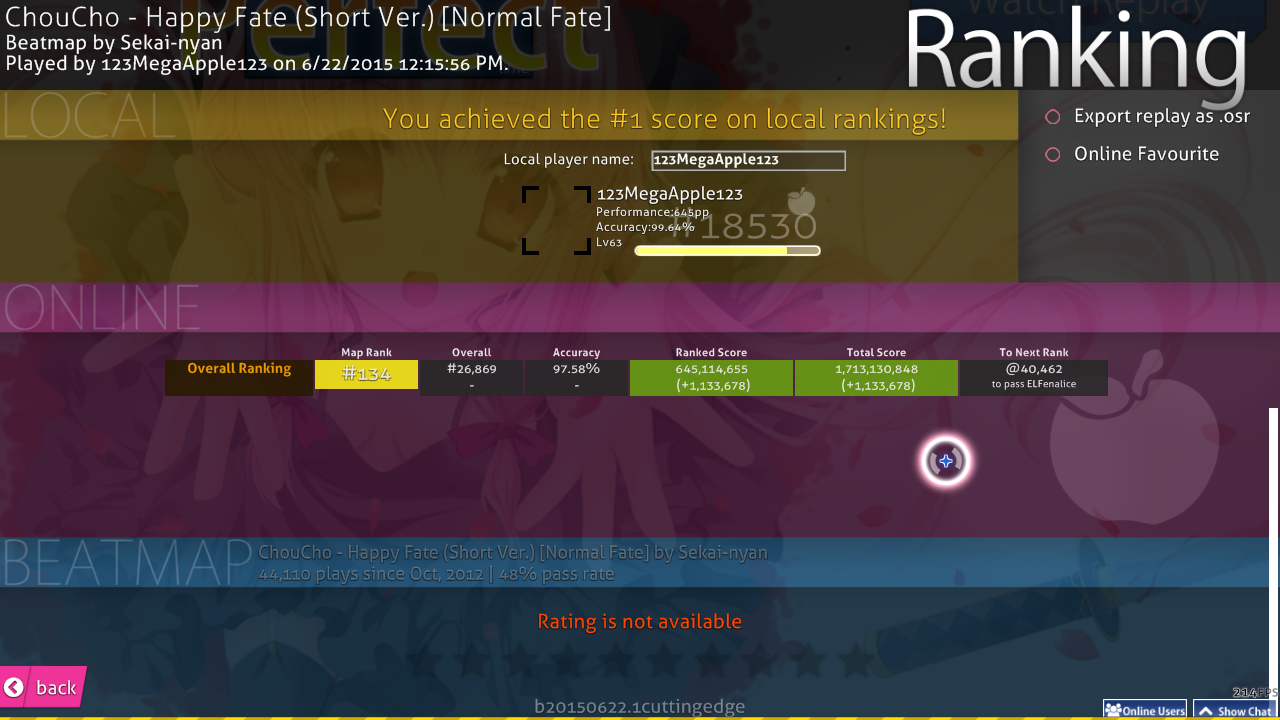 ChouCho - Happy Fate (Short Ver.) [Normal Fate]
Beatmap by Sekai-nyan
Played by 123MegaApple123 on 6/22/2015 12:15:56 PM.
Perfect
Watch Replay
Ranking
LOCAL
You achieved the #1 score on local rankings!
Export replay as .osr
Online Favourite
Local player name: 123MegaApple123
123MegaApple123
Performance:645pp
Accuracy:99.64%
Lv63
#18530
ONLINE
Map Rank Overall Accuracy Ranked Score Total Score To Next Rank
Overall Ranking #134 #26,869 97.58% 645,114,655 1,713,130,848 @40,462
- - (+1,133,678) (+1,133,678) to pass ELFenalice
BEATMAP
ChouCho - Happy Fate (Short Ver.) [Normal Fate] by Sekai-nyan
44,110 plays since Oct, 2012 | 48% pass rate
Rating is not available
back
b20150622.1cuttingedge
214FPS
Online Users
Show Chat